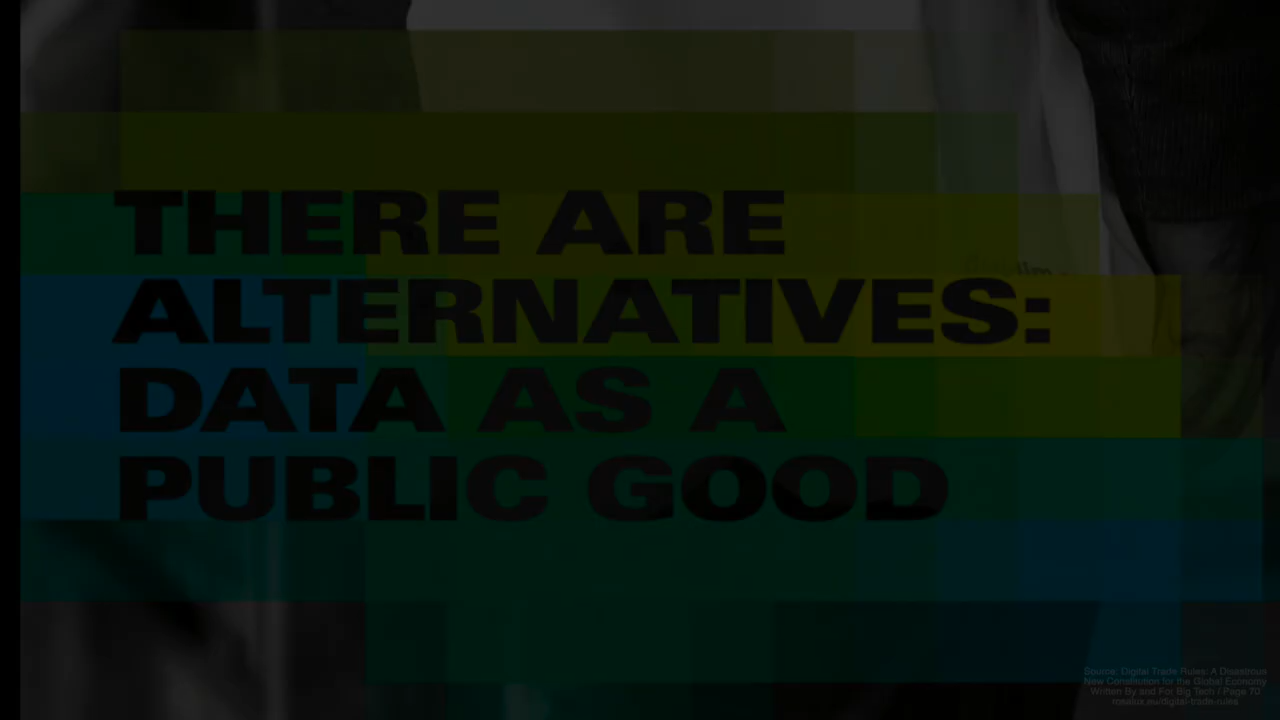 THERE ARE
ALTERNATIVES:
DATA AS A
PUBLIC GOOD
Source: Digital Trade Rules: A Disastrous
New Constitution for the Global Economy
Written By and For Big Tech / Page 70
rosalux.eu/digital-trade-rules